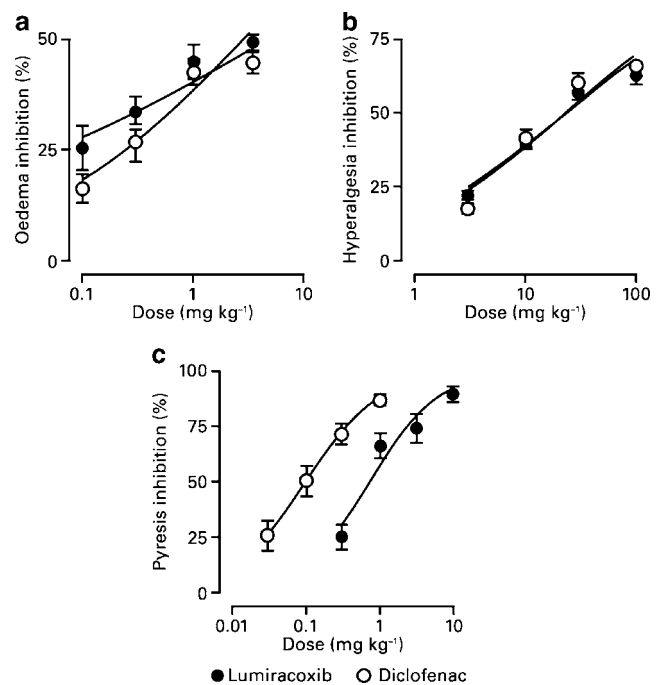 a
50
25
0
Oedema inhibition (%)
0.1 1 10
Dose (mg kg⁻¹)
b
75
50
25
0
Hyperalgesia inhibition (%)
1 10 100
Dose (mg kg⁻¹)
c
100
75
50
25
0
Pyresis inhibition (%)
0.01 0.1 1 10
Dose (mg kg⁻¹)
Lumiracoxib Diclofenac